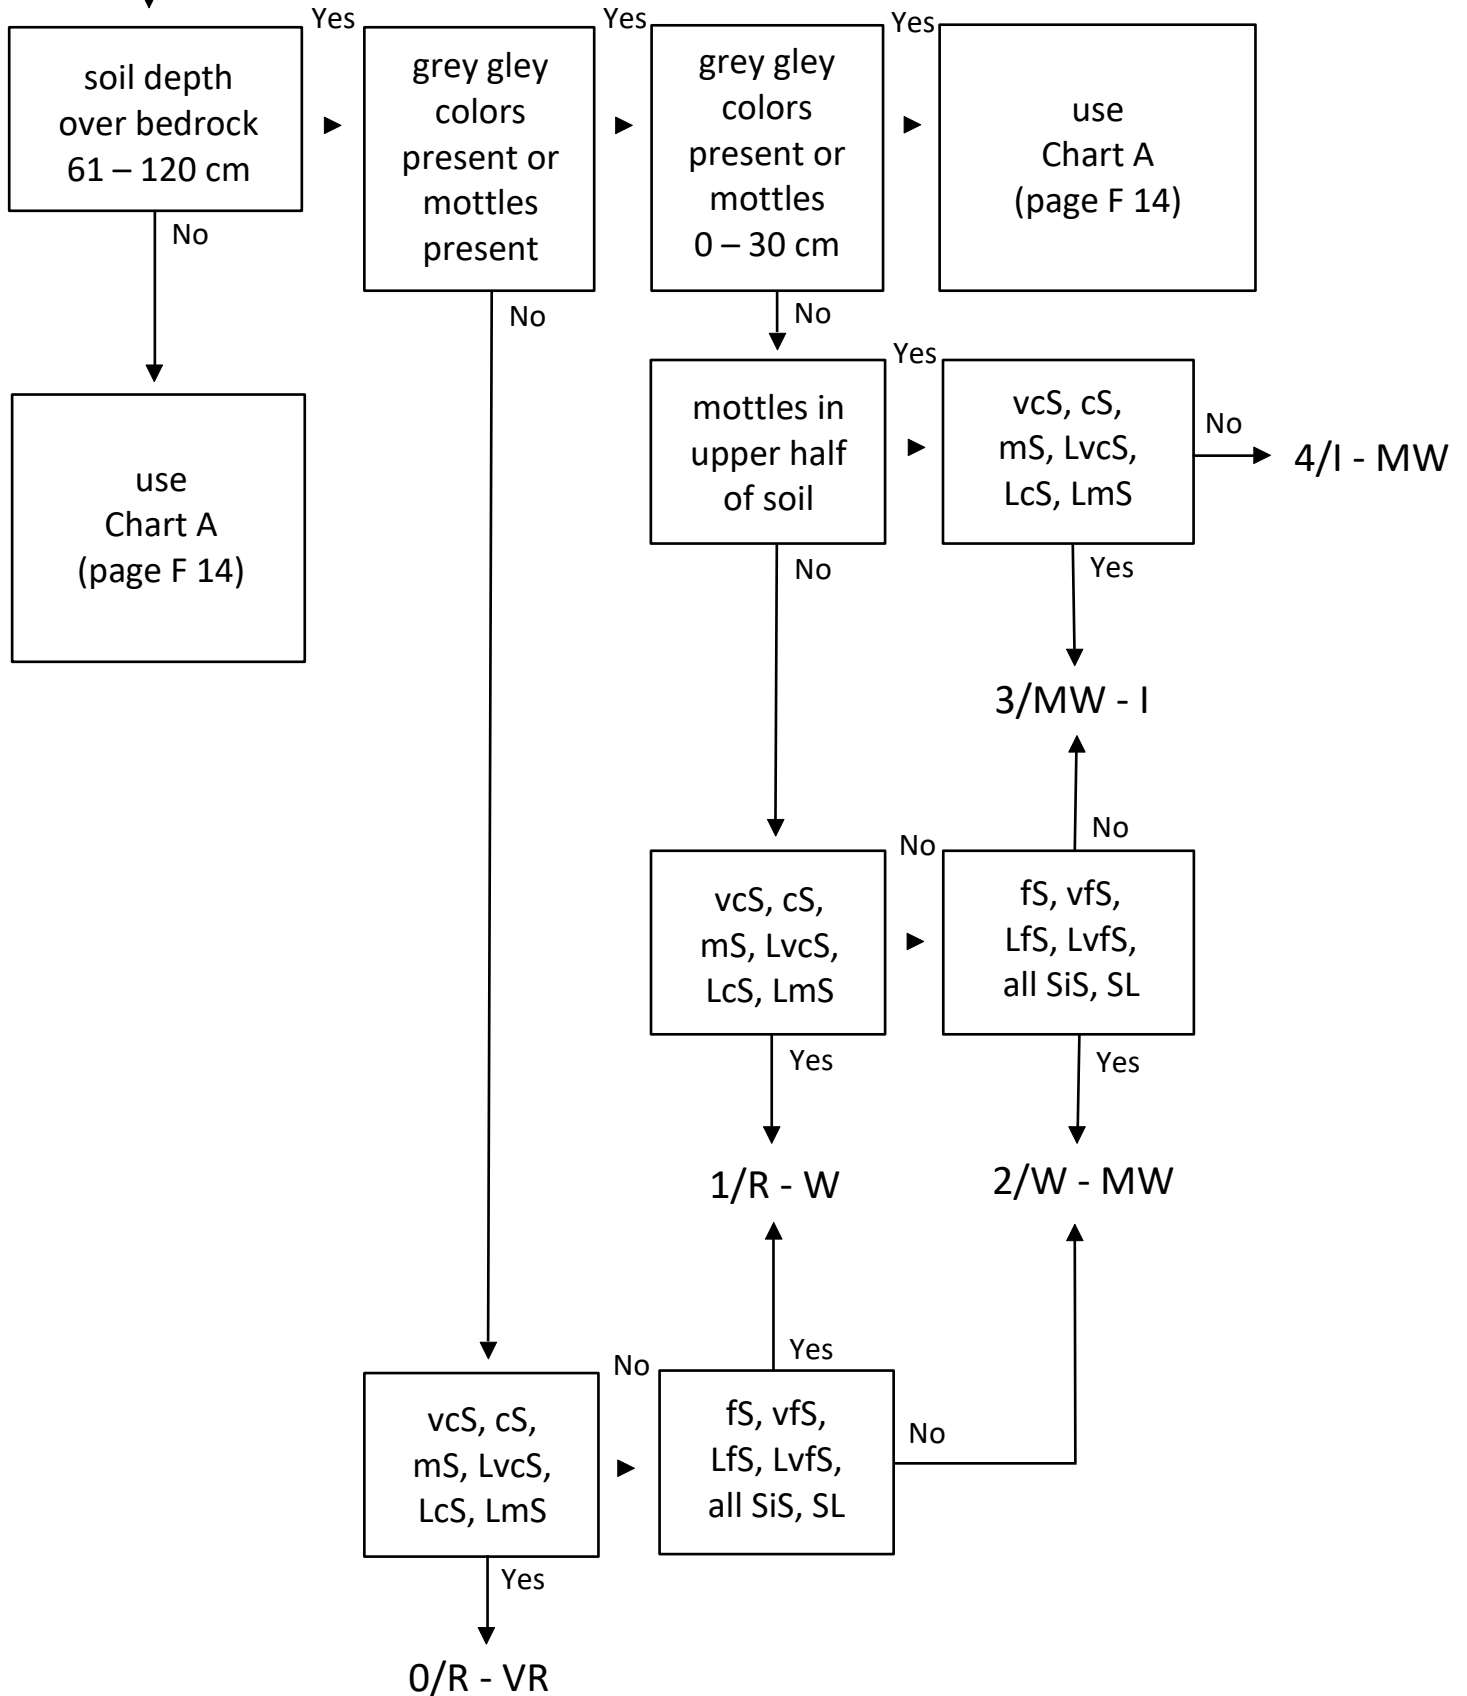 Yes
Yes
Yes
soil depth
over bedrock
61 – 120 cm
grey gley
colors
present or
mottles
present
grey gley
colors
present or
mottles
0 – 30 cm
use
Chart A
(page F 14)
No
No
No
use
Chart A
(page F 14)
mottles in
upper half
of soil
Yes
vcS, cS,
mS, LvcS,
LcS, LmS
No
4/I - MW
No
Yes
3/MW - I
No
No
vcS, cS,
mS, LvcS,
LcS, LmS
fS, vfS,
LfS, LvfS,
all SiS, SL
Yes
Yes
1/R - W
2/W - MW
Yes
No
vcS, cS,
mS, LvcS,
LcS, LmS
fS, vfS,
LfS, LvfS,
all SiS, SL
No
Yes
0/R - VR